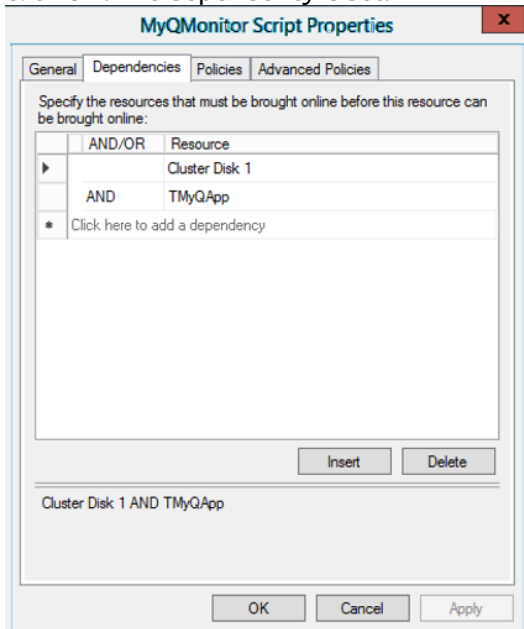 MyQMonitor Script Properties
x
General Dependencies Policies Advanced Policies
Specify the resources that must be brought online before this resource can
be brought online:
AND/OR Resource
Cluster Disk 1
AND TMyQApp
Click here to add a dependency
Insert Delete
Cluster Disk 1 AND TMyQApp
OK Cancel Apply